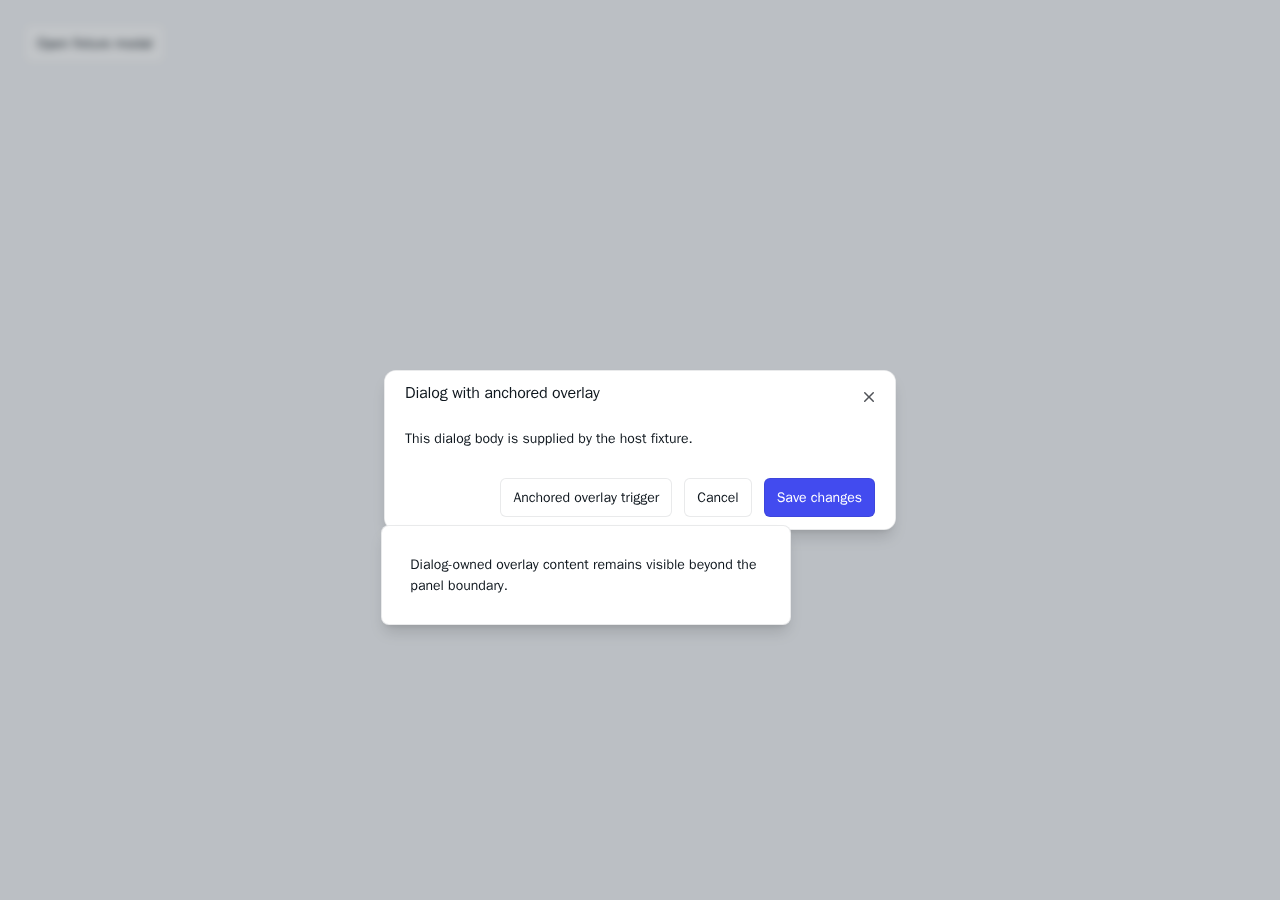 Dialog with anchored overlay
This dialog body is supplied by the host fixture.
Anchored overlay trigger
Cancel
Save changes
Dialog-owned overlay content remains visible beyond the
panel boundary.